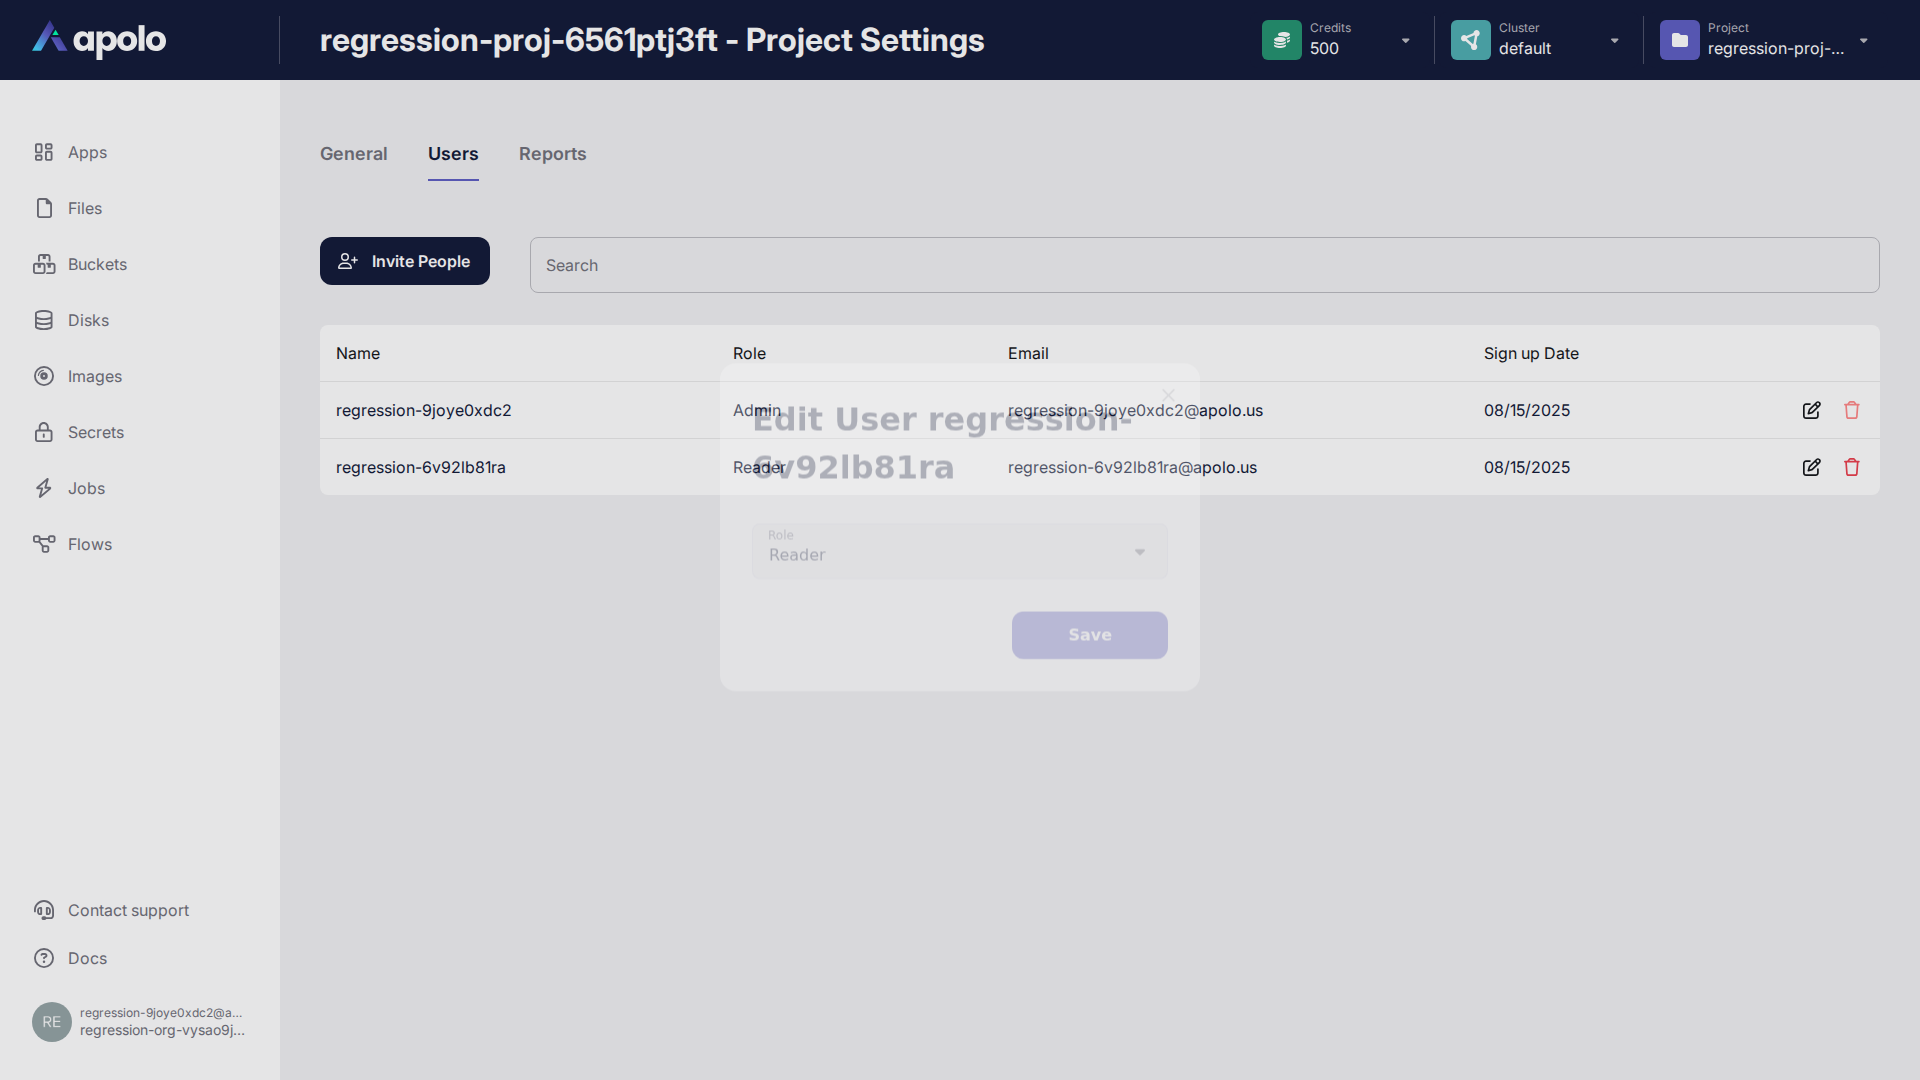 apolo
regression-proj-6561ptj3ft - Project Settings
Credits
500
Cluster
default
Project
regression-proj-...
Apps
Files
Buckets
Disks
Images
Secrets
Jobs
Flows
General
Users
Reports
Invite People
Search
Name
Role
Email
Sign up Date
regression-9joye0xdc2
Admin
regression-9joye0xdc2@apolo.us
08/15/2025
regression-6v92lb81ra
Reader
regression-6v92lb81ra@apolo.us
08/15/2025
Edit User regression-
6v92lb81ra
Role
Reader
Save
Contact support
Docs
RE
regression-9joye0xdc2@a...
regression-org-vysao9j...